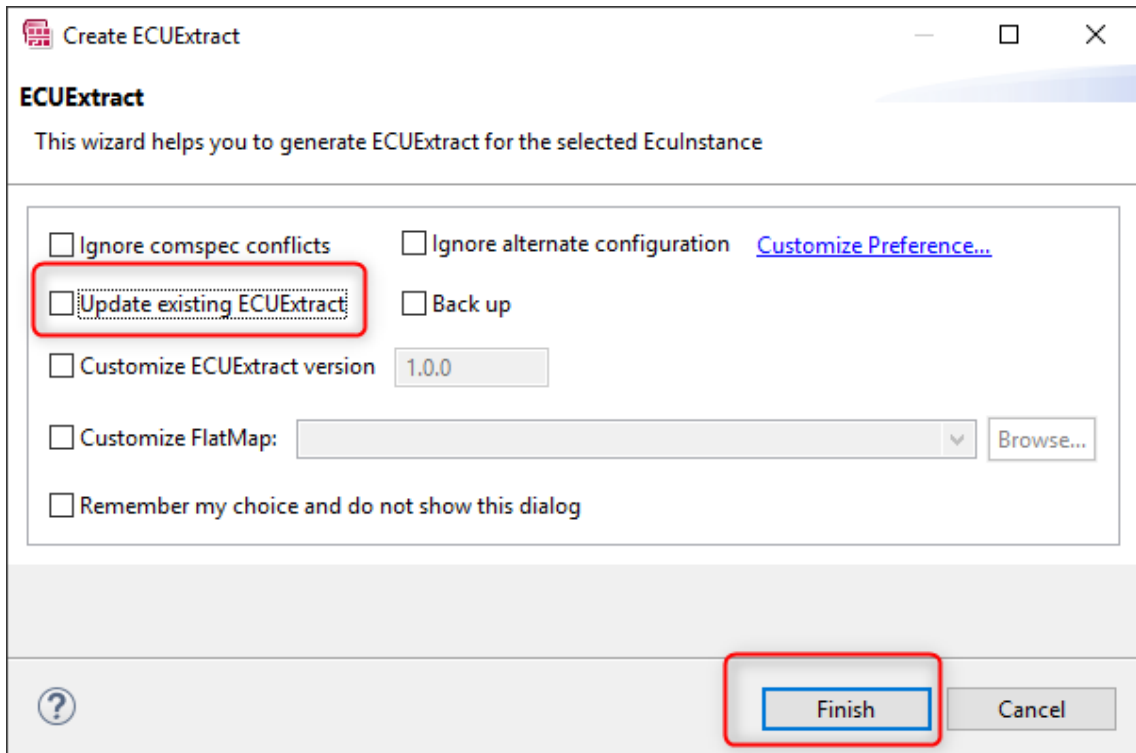 Create ECUExtract
ECUExtract
This wizard helps you to generate ECUExtract for the selected EcuInstance
Ignore comspec conflicts Ignore alternate configuration Customize Preference...
Update existing ECUExtract Back up
Customize ECUExtract version 1.0.0
Customize FlatMap: Browse...
Remember my choice and do not show this dialog
? Finish Cancel